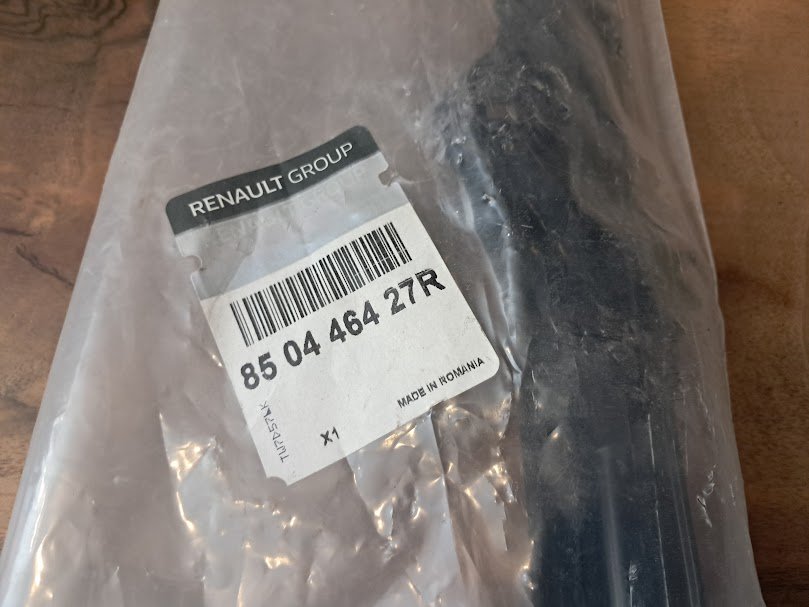 RENAULT GROUP
85 04 464 27R
MADE IN ROMANIA
X1